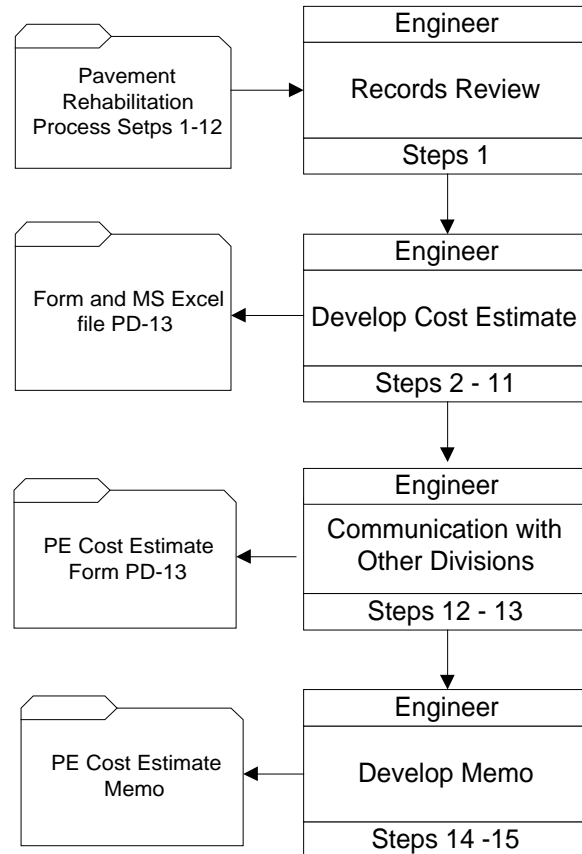 Engineer
Pavement
Rehabilitation
Process Setps 1-12
Records Review
Steps 1
Engineer
Form and MS Excel
file PD-13
Develop Cost Estimate
Steps 2 - 11
Engineer
PE Cost Estimate
Form PD-13
Communication with
Other Divisions
Steps 12 - 13
Engineer
PE Cost Estimate
Memo
Develop Memo
Steps 14 -15